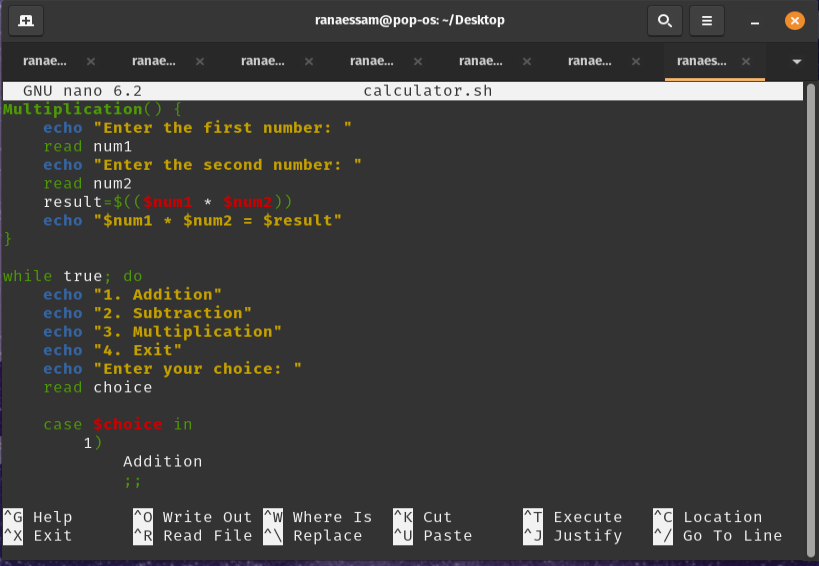 ranaessam@pop-os: ~/Desktop
ranae... × ranae... × ranae... × ranae... × ranae... × ranae... × ranaes... ×
GNU nano 6.2 calculator.sh
Multiplication() {
    echo "Enter the first number: "
    read num1
    echo "Enter the second number: "
    read num2
    result=$(($num1 * $num2))
    echo "$num1 * $num2 = $result"
}

while true; do
    echo "1. Addition"
    echo "2. Subtraction"
    echo "3. Multiplication"
    echo "4. Exit"
    echo "Enter your choice: "
    read choice

    case $choice in
        1)
            Addition
            ;;
^G Help ^O Write Out ^W Where Is ^K Cut ^T Execute ^C Location
^X Exit ^R Read File ^\ Replace ^U Paste ^J Justify ^/ Go To Line